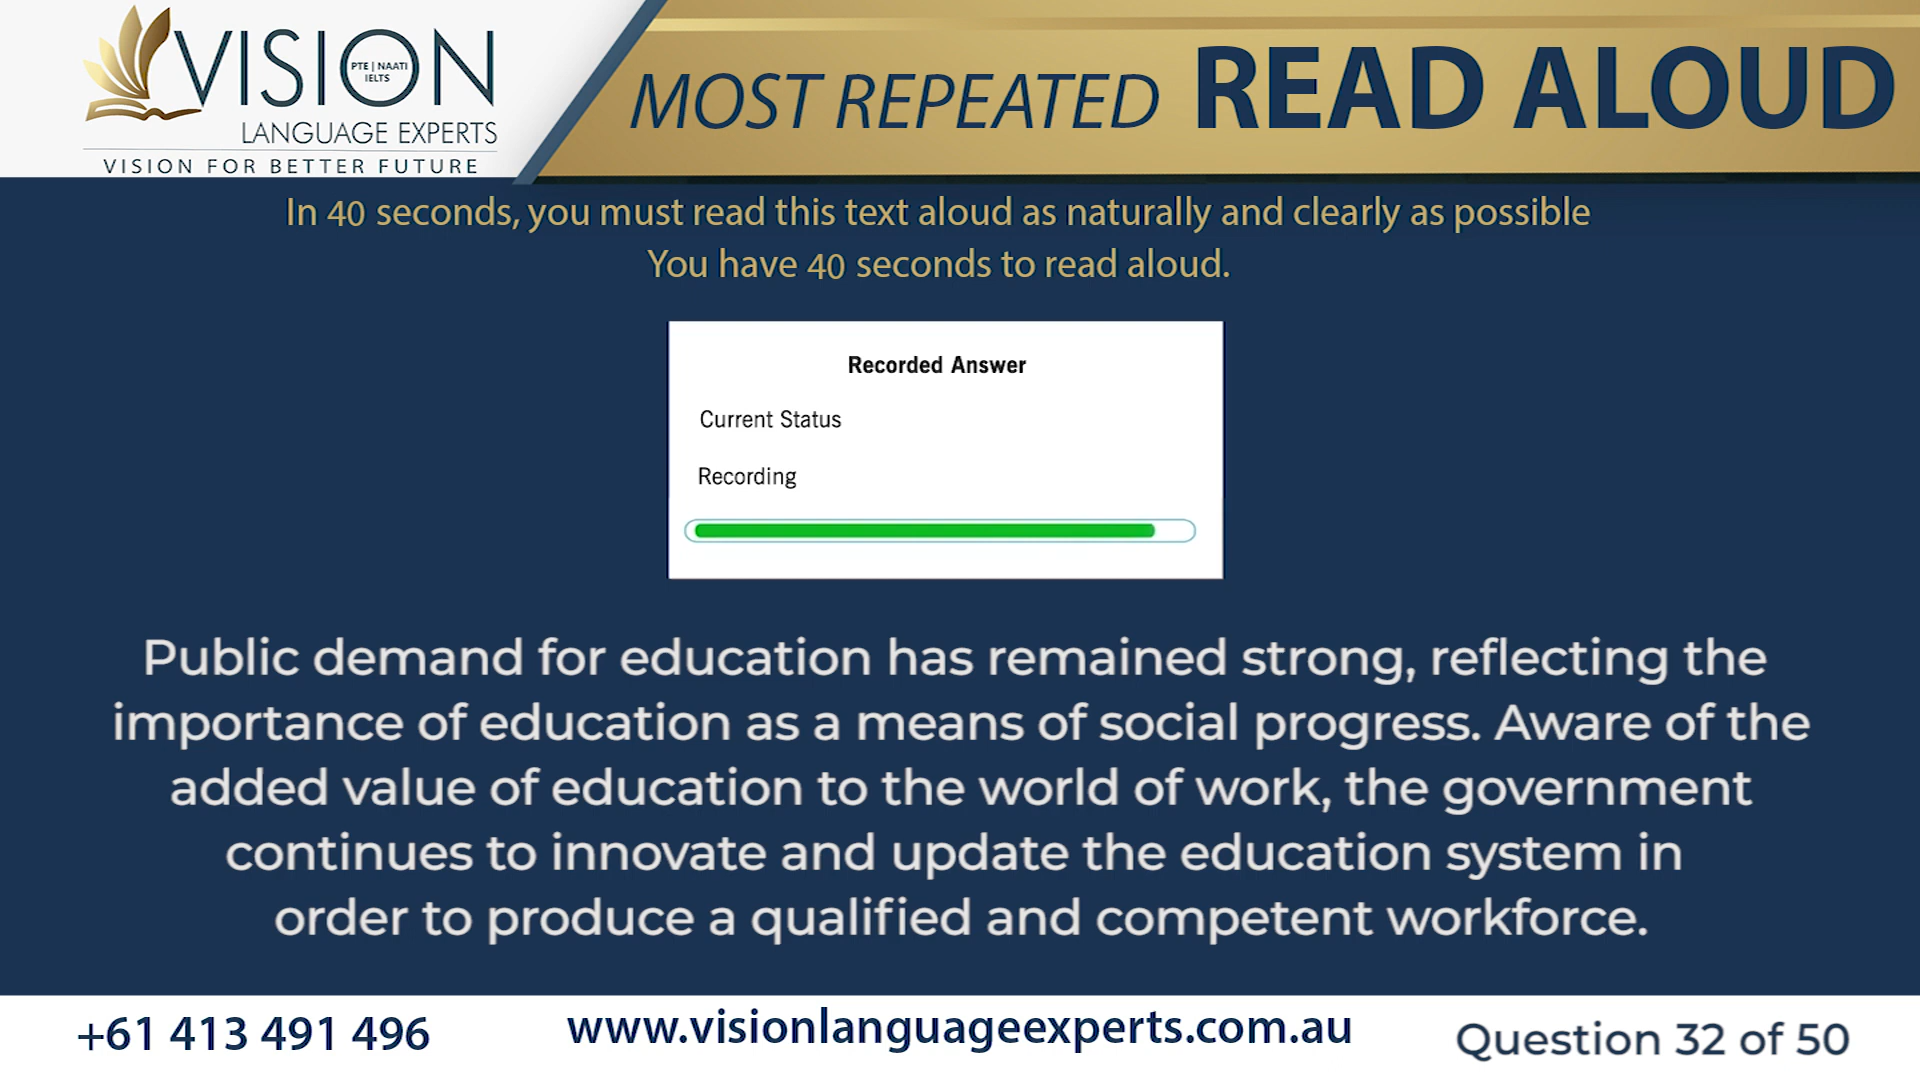 VISION
PTE | NAATI
IELTS
LANGUAGE EXPERTS
VISION FOR BETTER FUTURE
MOST REPEATED READ ALOUD
In 40 seconds, you must read this text aloud as naturally and clearly as possible
You have 40 seconds to read aloud.
Recorded Answer
Current Status
Recording
Public demand for education has remained strong, reflecting the
importance of education as a means of social progress. Aware of the
added value of education to the world of work, the government
continues to innovate and update the education system in
order to produce a qualified and competent workforce.
+61 413 491 496
www.visionlanguageexperts.com.au
Question 32 of 50